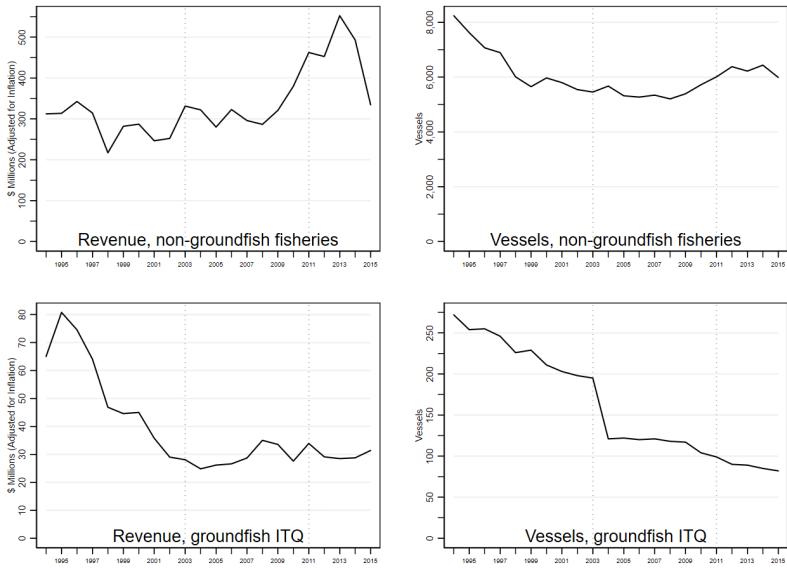 $ Millions (Adjusted for Inflation)
500
400
300
200
100
0
Revenue, non-groundfish fisheries
1995 1997 1999 2001 2003 2005 2007 2009 2011 2013 2015
Vessels
8,000
6,000
4,000
2,000
0
Vessels, non-groundfish fisheries
1995 1997 1999 2001 2003 2005 2007 2009 2011 2013 2015
$ Millions (Adjusted for Inflation)
80
70
60
50
40
30
20
10
0
Revenue, groundfish ITQ
1995 1997 1999 2001 2003 2005 2007 2009 2011 2013 2015
Vessels
250
200
150
100
50
0
Vessels, groundfish ITQ
1995 1997 1999 2001 2003 2005 2007 2009 2011 2013 2015